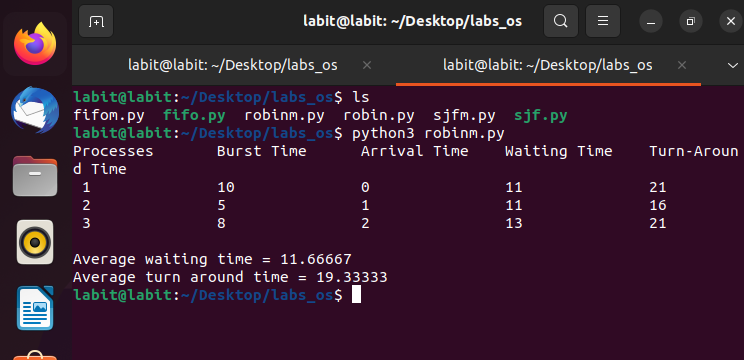 labit@labit: ~/Desktop/labs_os
labit@labit: ~/Desktop/labs_os × labit@labit: ~/Desktop/labs_os ×
labit@labit:~/Desktop/labs_os$ ls
fifom.py fifo.py robinm.py robin.py sjfm.py sjf.py
labit@labit:~/Desktop/labs_os$ python3 robinm.py
Processes Burst Time Arrival Time Waiting Time Turn-Aroun
d Time
1 10 0 11 21
2 5 1 11 16
3 8 2 13 21
Average waiting time = 11.66667
Average turn around time = 19.33333
labit@labit:~/Desktop/labs_os$